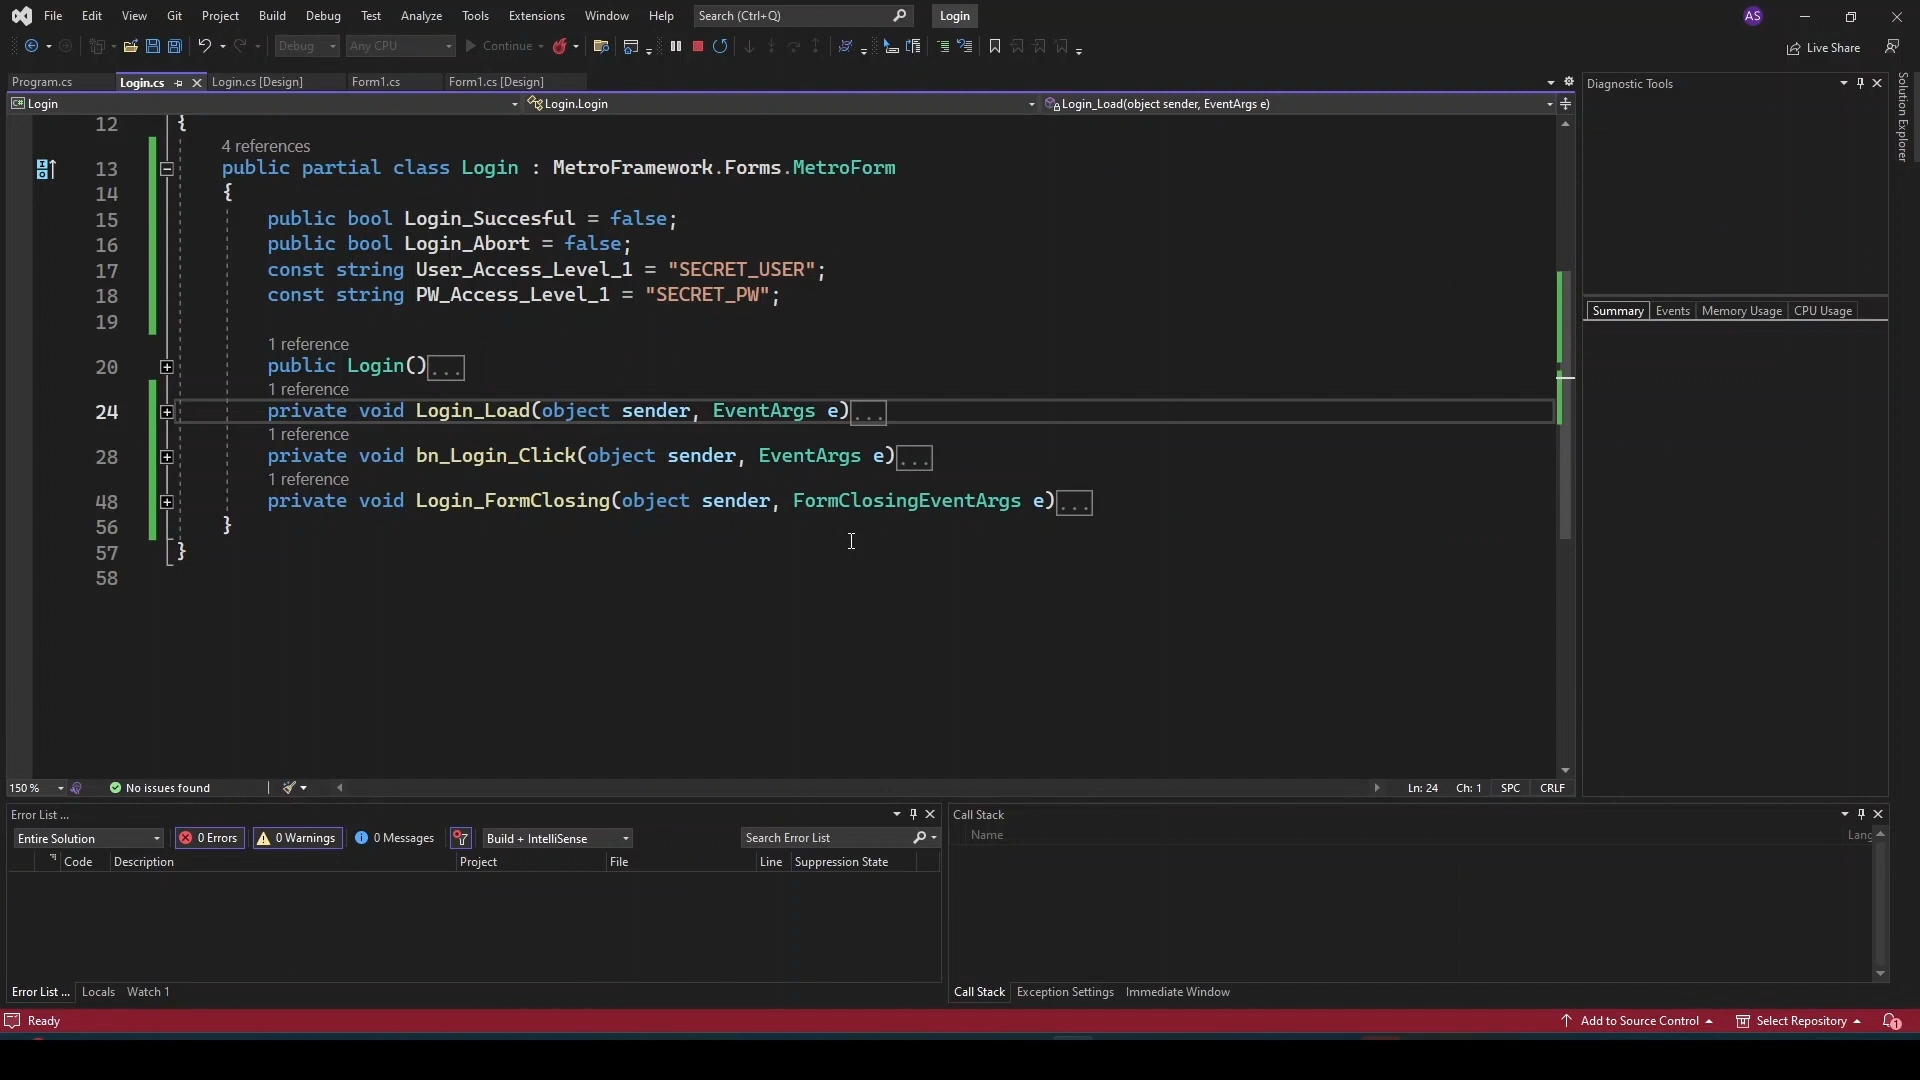 File Edit View Git Project Build Debug Test Analyze Tools Extensions Window Help Search (Ctrl+Q) Login AS
Debug Any CPU Continue Live Share
Program.cs Login.cs Login.cs [Design] Form1.cs Form1.cs [Design]
Login Login.Login Login_Load(object sender, EventArgs e)
12 {
4 references
13 public partial class Login : MetroFramework.Forms.MetroForm
14 {
15 public bool Login_Succesful = false;
16 public bool Login_Abort = false;
17 const string User_Access_Level_1 = "SECRET_USER";
18 const string PW_Access_Level_1 = "SECRET_PW";
19
1 reference
20 public Login()...
1 reference
24 private void Login_Load(object sender, EventArgs e)...
1 reference
28 private void bn_Login_Click(object sender, EventArgs e)...
1 reference
48 private void Login_FormClosing(object sender, FormClosingEventArgs e)...
56 }
57 }
58
150 % No issues found Ln: 24 Ch: 1 SPC CRLF
Diagnostic Tools
Summary Events Memory Usage CPU Usage
Solution Explorer
Error List ...
Entire Solution 0 Errors 0 Warnings 0 Messages Build + IntelliSense Search Error List
Code Description Project File Line Suppression State
Error List ... Locals Watch 1
Call Stack
Name Lang
Call Stack Exception Settings Immediate Window
Ready Add to Source Control Select Repository 1